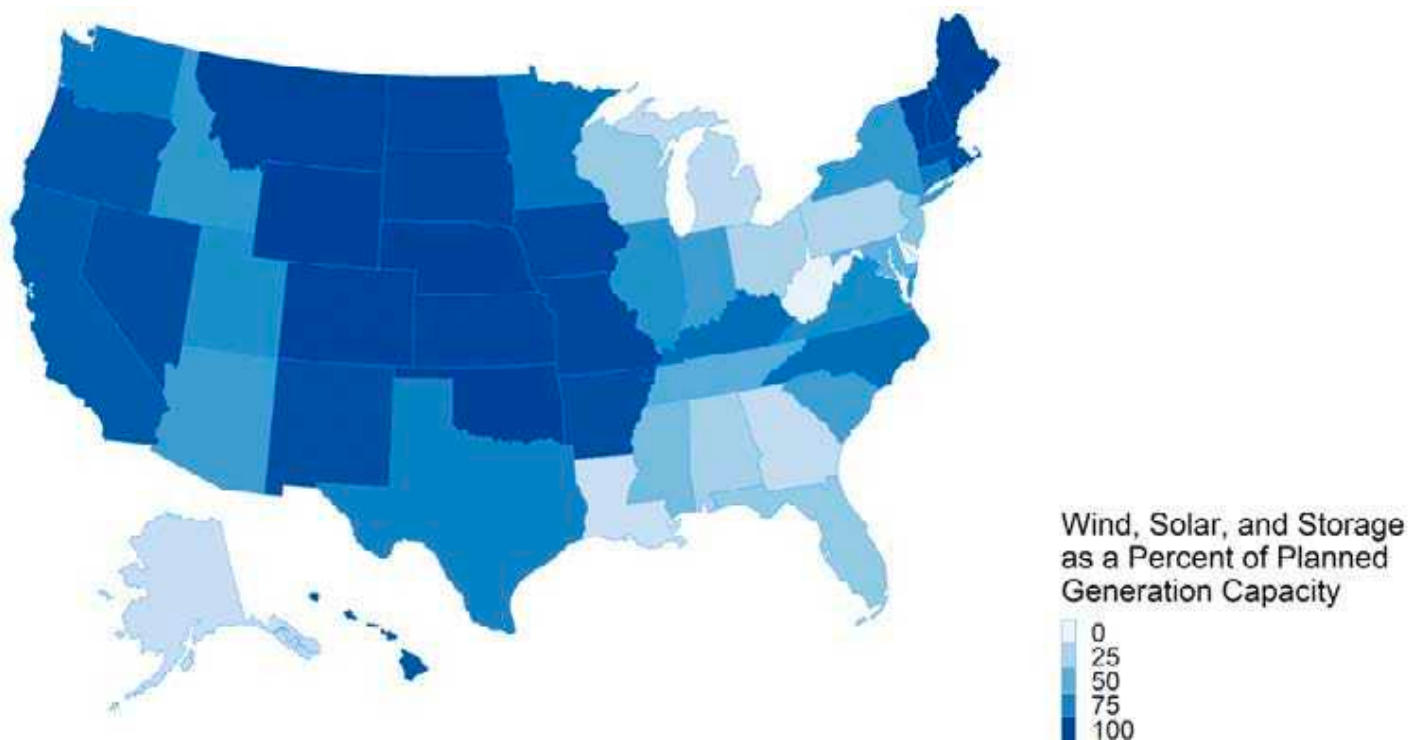 Wind, Solar, and Storage
as a Percent of Planned
Generation Capacity
0
25
50
75
100